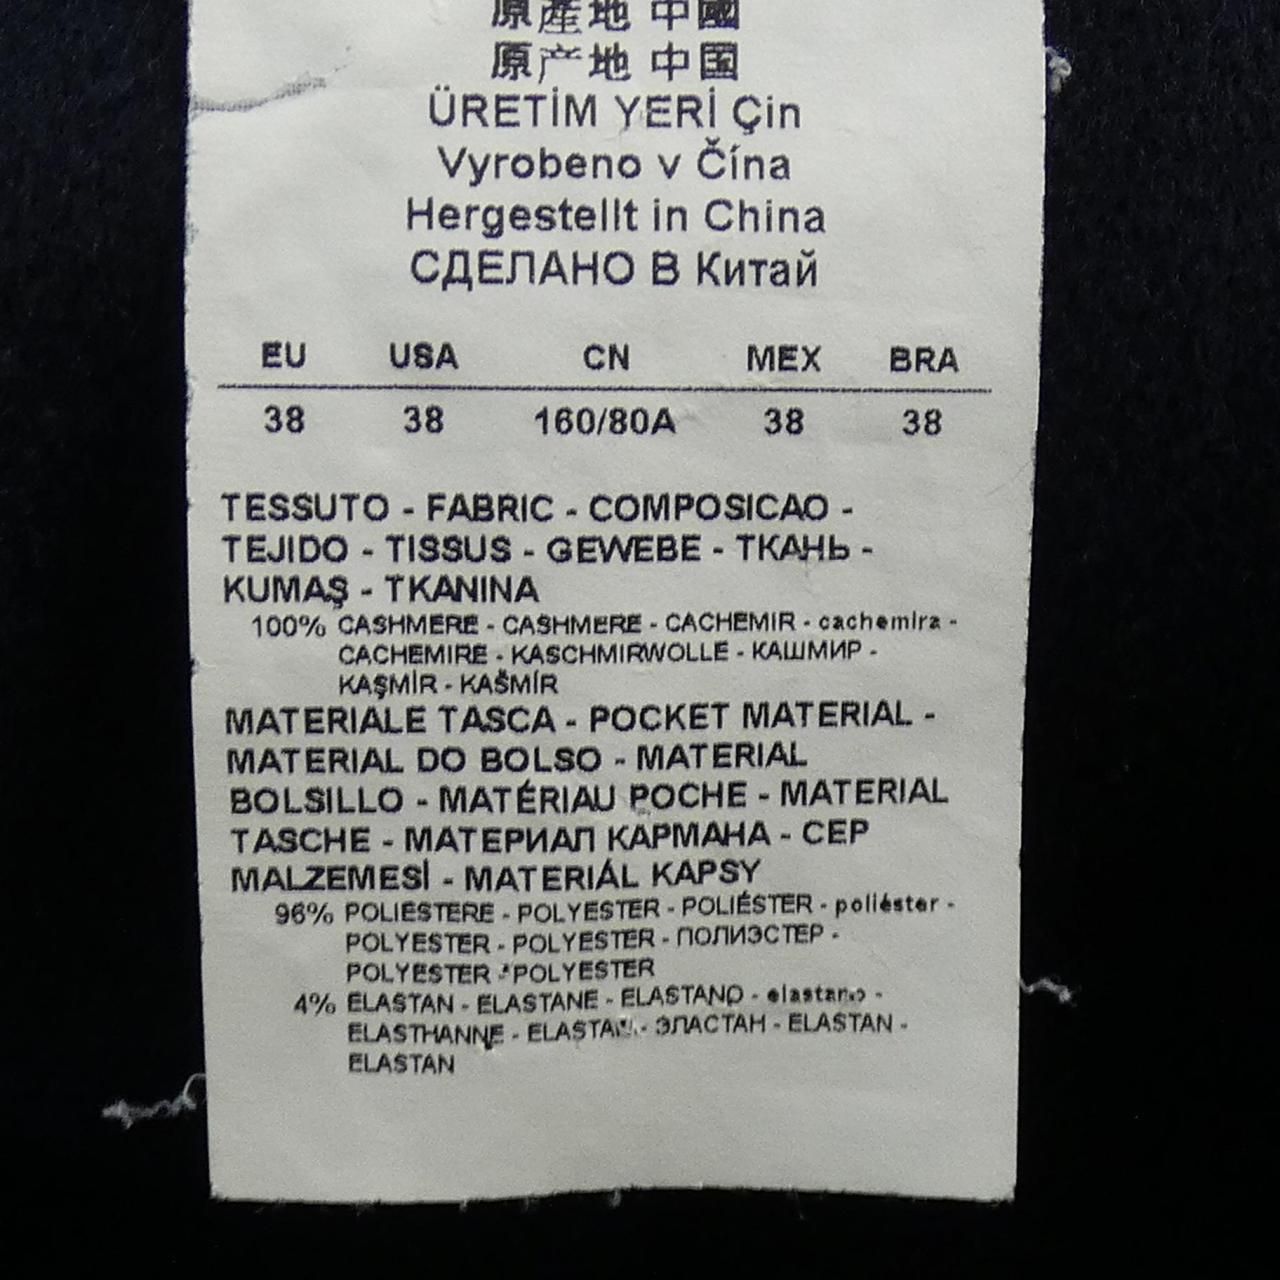 原產地 中國
原产地 中国
ÜRETİM YERİ Çin
Vyrobeno v Čína
Hergestellt in China
СДЕЛАНО В Китай
EU USA CN MEX BRA
38 38 160/80A 38 38
TESSUTO - FABRIC - COMPOSICAO -
TEJIDO - TISSUS - GEWEBE - ТКАНЬ -
KUMAŞ - TKANINA
100% CASHMERE - CASHMERE - CACHEMIR - cachemira -
CACHEMIRE - KASCHMIRWOLLE - КАШМИР -
KAŞMİR - KAŠMÍR
MATERIALE TASCA - POCKET MATERIAL -
MATERIAL DO BOLSO - MATERIAL
BOLSILLO - MATÉRIAU POCHE - MATERIAL
TASCHE - МАТЕРИАЛ КАРМАНА - CEP
MALZEMESİ - MATERIÁL KAPSY
96% POLIESTERE - POLYESTER - POLIÉSTER - poliéster -
POLYESTER - POLYESTER - ПОЛИЭСТЕР -
POLYESTER - POLYESTER
4% ELASTAN - ELASTANE - ELASTANO - elastano -
ELASTHANNE - ELASTAN - ЭЛАСТАН - ELASTAN -
ELASTAN